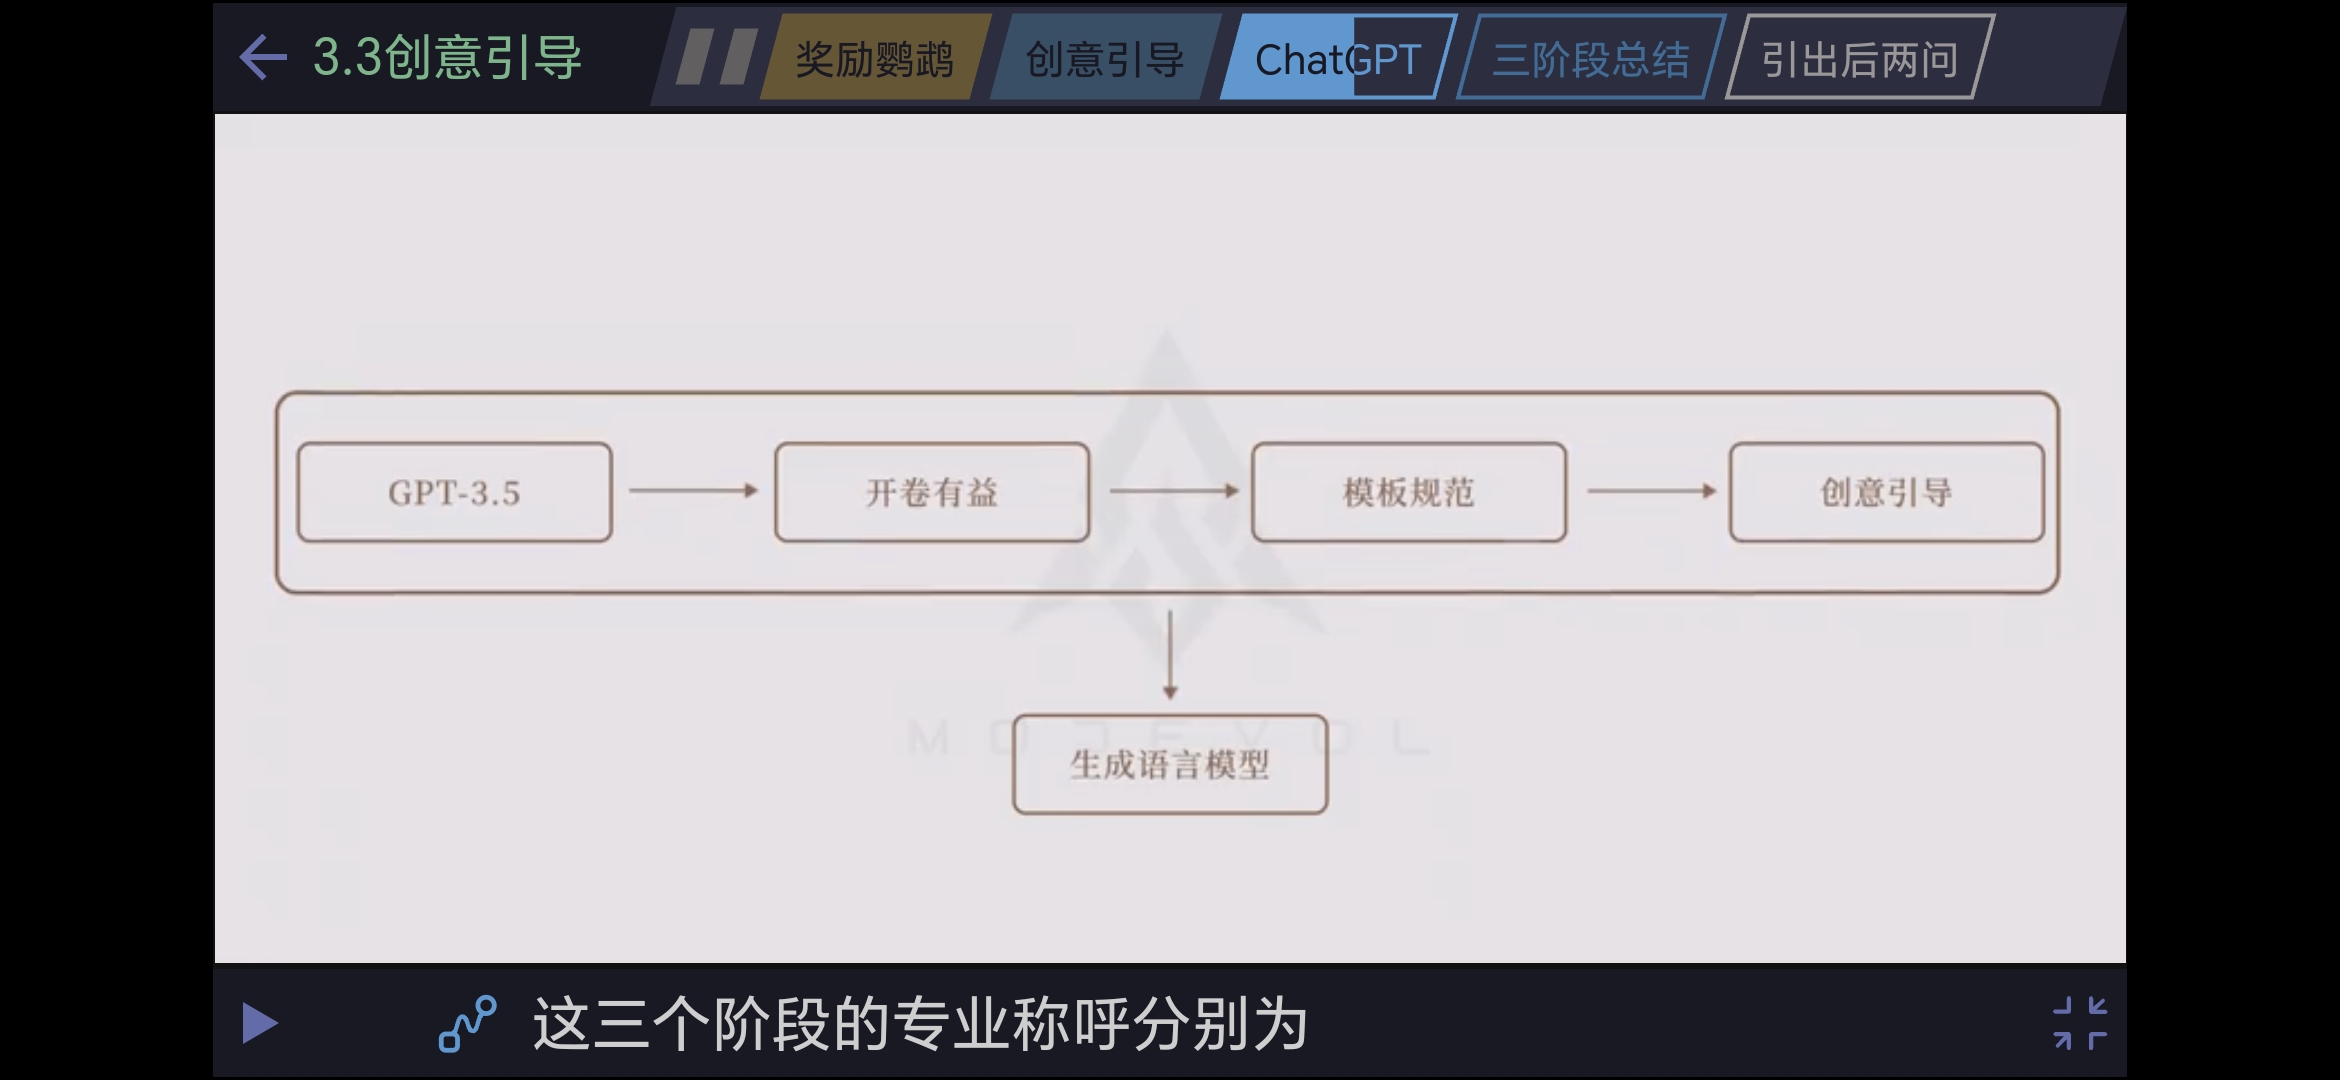 3.3创意引导
奖励鹦鹉
创意引导
ChatGPT
三阶段总结
引出后两问
GPT-3.5
开卷有益
模板规范
创意引导
MODEVOL
生成语言模型
这三个阶段的专业称呼分别为